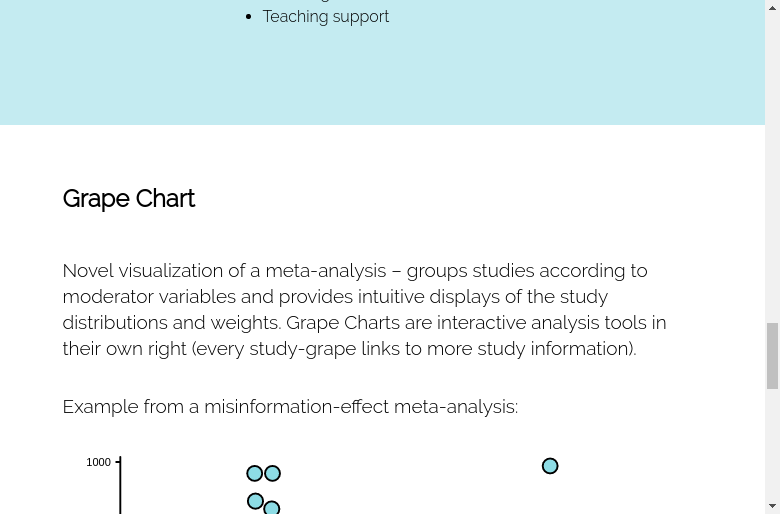 Teaching support
Grape Chart
Novel visualization of a meta-analysis – groups studies according to
moderator variables and provides intuitive displays of the study
distributions and weights. Grape Charts are interactive analysis tools in
their own right (every study-grape links to more study information).
Example from a misinformation-effect meta-analysis:
1000